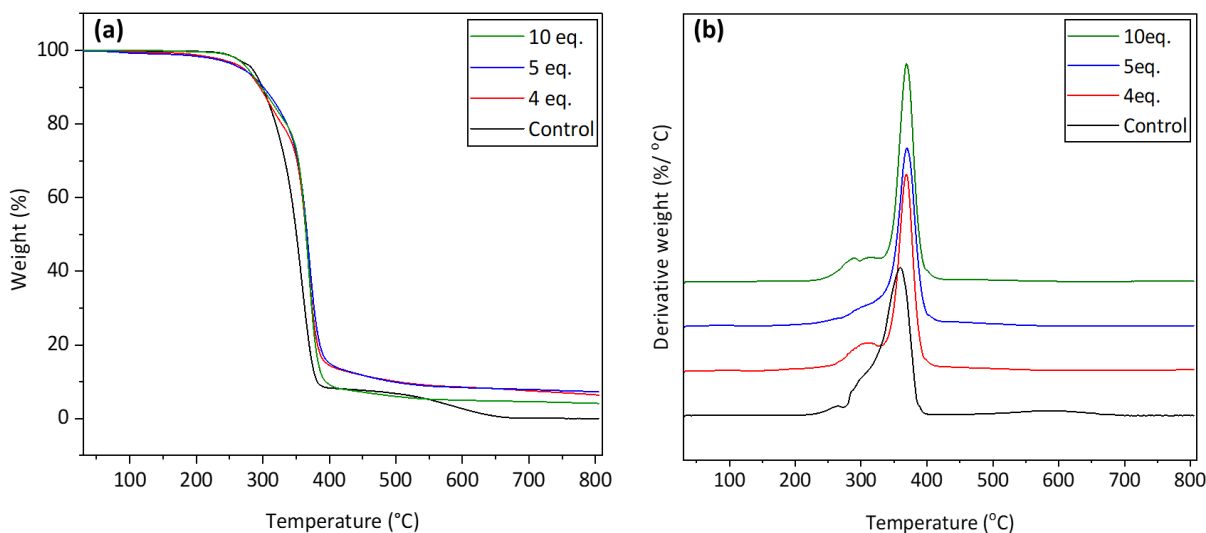 (a)
10 eq.
5 eq.
4 eq.
Control
Weight (%)
100
80
60
40
20
0
100 200 300 400 500 600 700 800
Temperature (°C)
(b)
10eq.
5eq.
4eq.
Control
Derivative weight (%/ °C)
100 200 300 400 500 600 700 800
Temperature (°C)